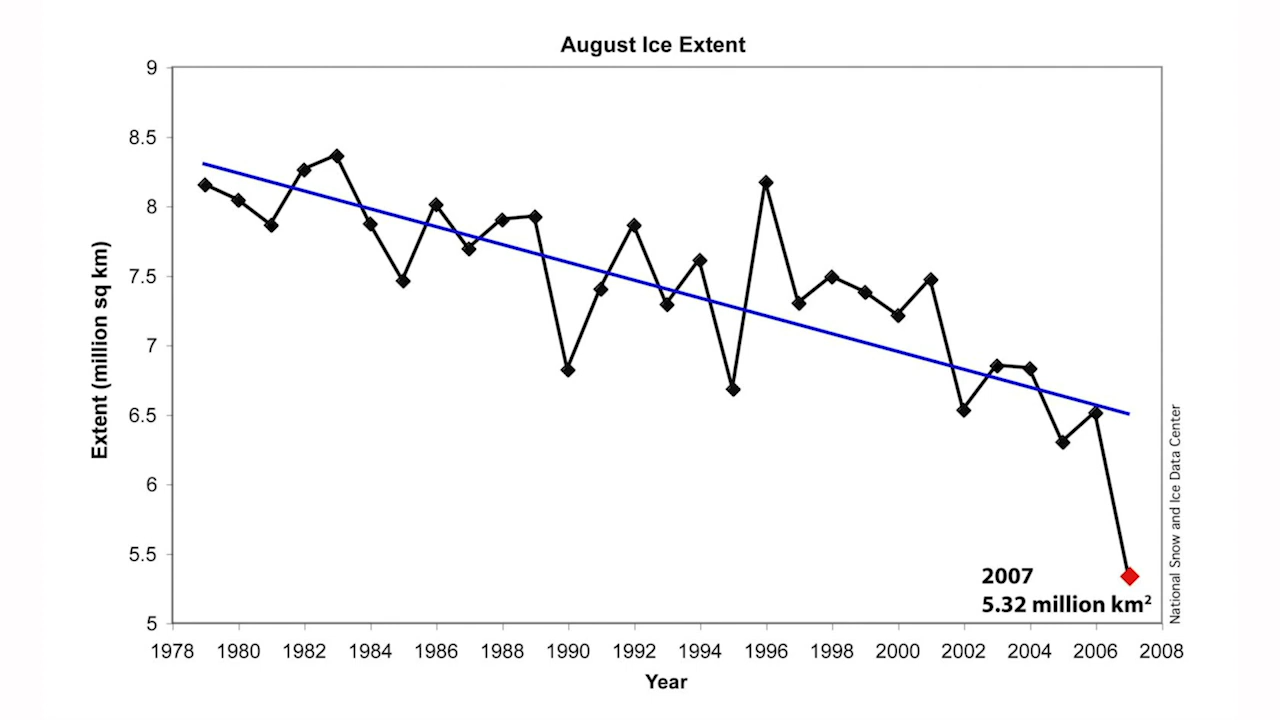 August Ice Extent
9
8.5
8
7.5
7
6.5
6
5.5
5
Extent (million sq km)
2007
5.32 million km²
National Snow and Ice Data Center
1978 1980 1982 1984 1986 1988 1990 1992 1994 1996 1998 2000 2002 2004 2006 2008
Year